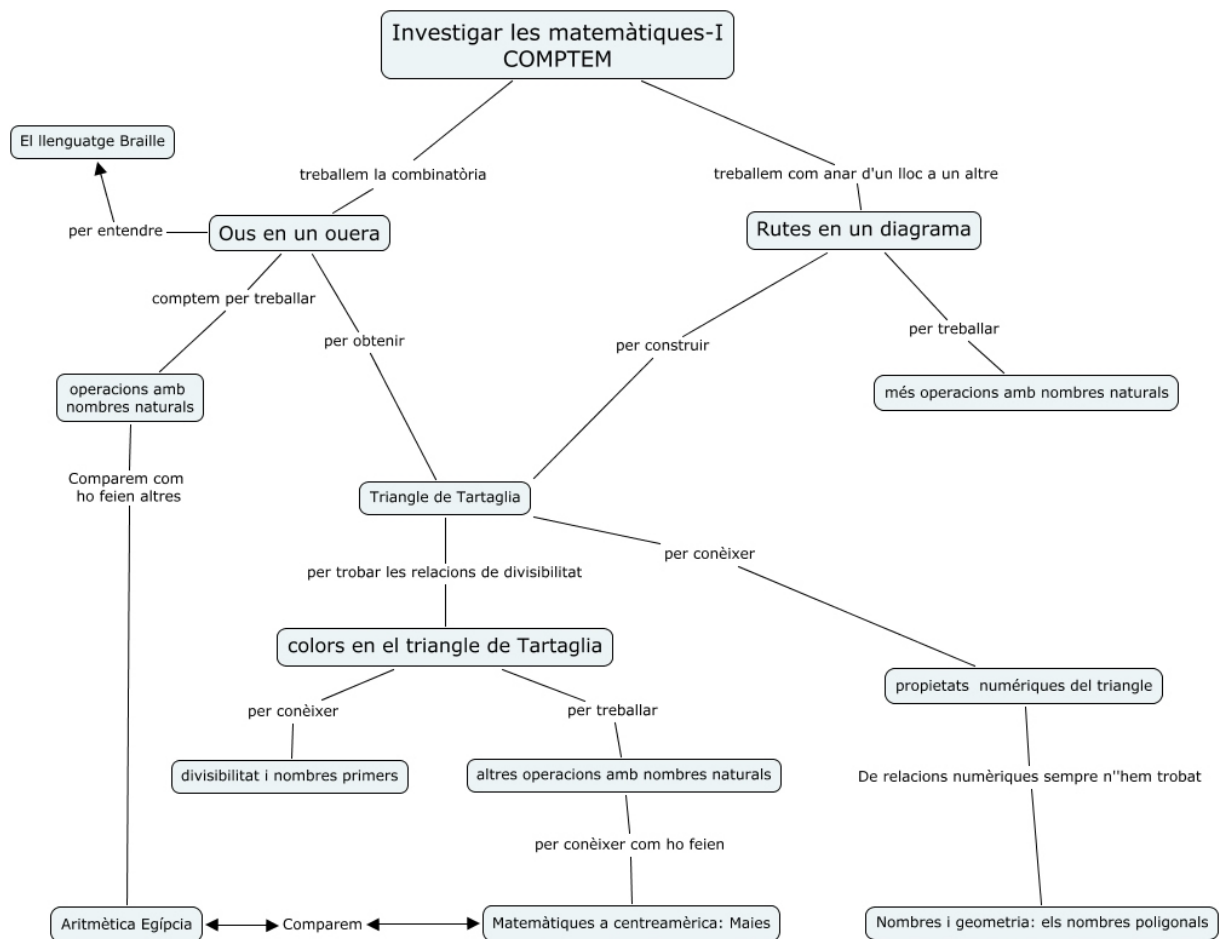 Investigar les matemàtiques-I
COMPTEM
El llenguatge Braille
treballem la combinatòria
treballem com anar d'un lloc a un altre
per entendre
Ous en un ouera
Rutes en un diagrama
comptem per treballar
per obtenir
per construir
per treballar
operacions amb
nombres naturals
més operacions amb nombres naturals
Comparem com
ho feien altres
Triangle de Tartaglia
per conèixer
per trobar les relacions de divisibilitat
colors en el triangle de Tartaglia
propietats numériques del triangle
per conèixer
per treballar
divisibilitat i nombres primers
altres operacions amb nombres naturals
De relacions numèriques sempre n''hem trobat
per conèixer com ho feien
Aritmètica Egípcia
Comparem
Matemàtiques a centreamèrica: Maies
Nombres i geometria: els nombres poligonals